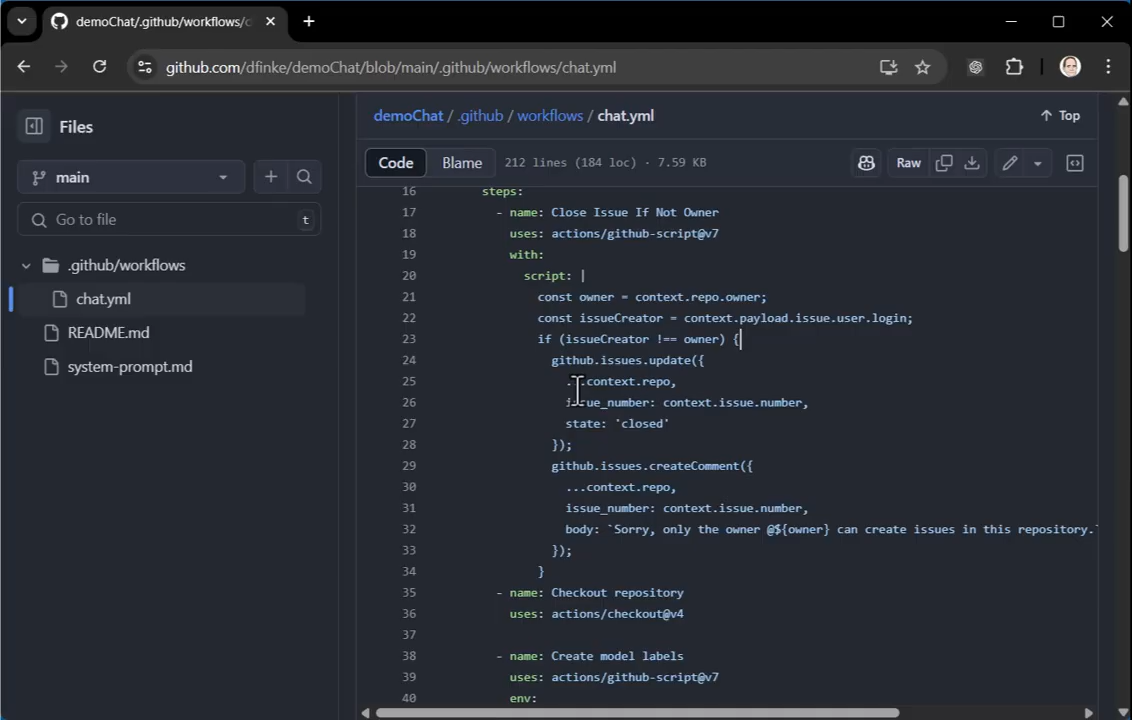 demoChat/.github/workflows/c
github.com/dfinke/demoChat/blob/main/.github/workflows/chat.yml
Files
main
Go to file
t
.github/workflows
chat.yml
README.md
system-prompt.md
demoChat / .github / workflows / chat.yml
Top
Code
Blame
212 lines (184 loc) · 7.59 KB
Raw
16 steps:
17 - name: Close Issue If Not Owner
18 uses: actions/github-script@v7
19 with:
20 script: |
21 const owner = context.repo.owner;
22 const issueCreator = context.payload.issue.user.login;
23 if (issueCreator !== owner) {
24 github.issues.update({
25 ...context.repo,
26 issue_number: context.issue.number,
27 state: 'closed'
28 });
29 github.issues.createComment({
30 ...context.repo,
31 issue_number: context.issue.number,
32 body: `Sorry, only the owner @${owner} can create issues in this repository.`
33 });
34 }
35 - name: Checkout repository
36 uses: actions/checkout@v4
37
38 - name: Create model labels
39 uses: actions/github-script@v7
40 env: